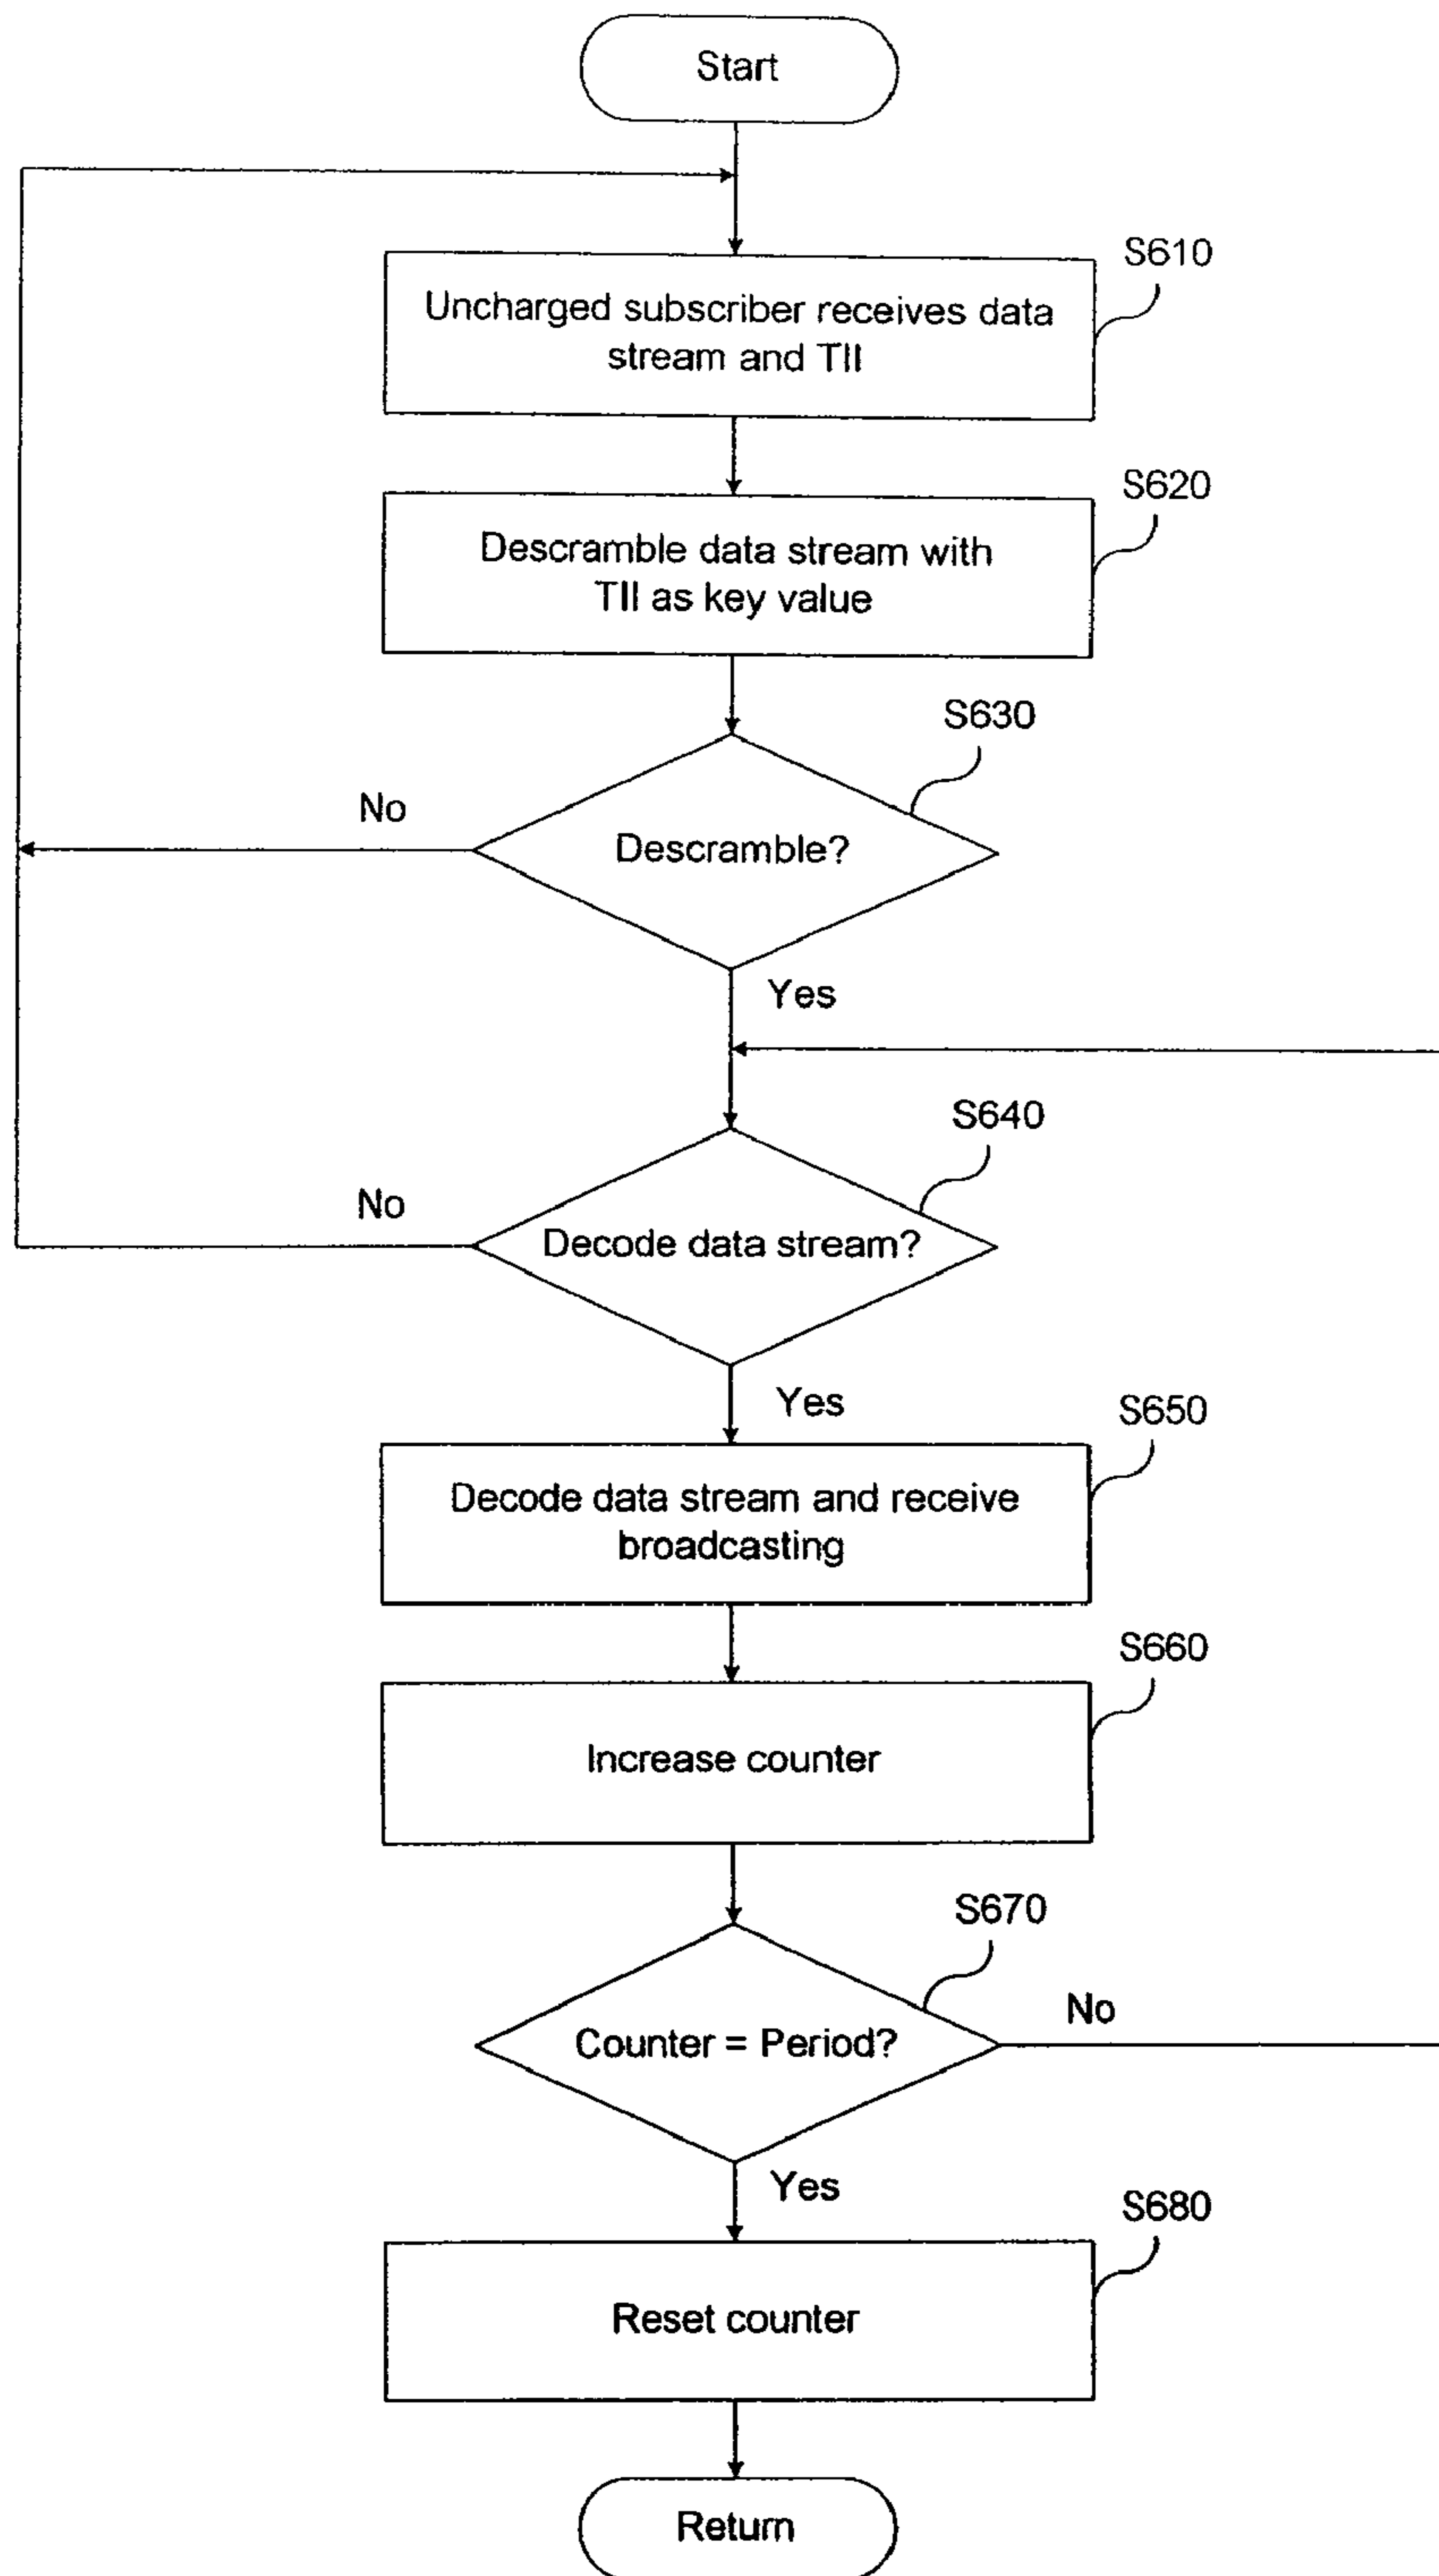 Start
S610
Uncharged subscriber receives data
stream and TII
S620
Descramble data stream with
TII as key value
S630
No
Descramble?
Yes
S640
No
Decode data stream?
Yes
S650
Decode data stream and receive
broadcasting
S660
Increase counter
S670
No
Counter = Period?
Yes
S680
Reset counter
Return